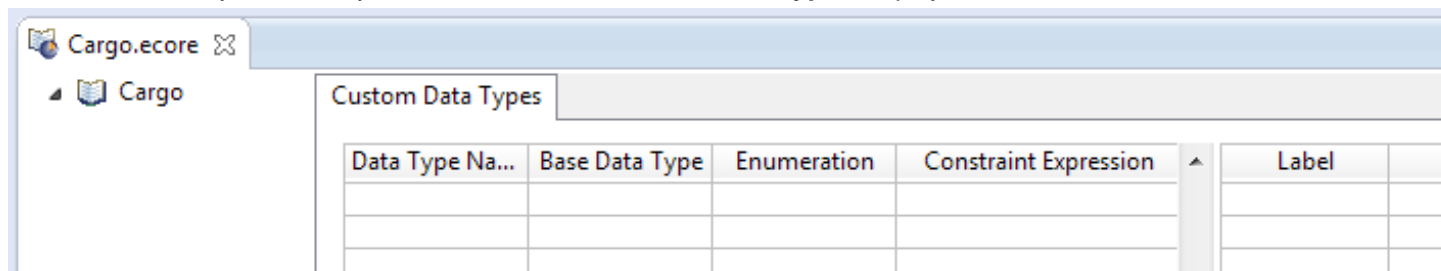 Cargo.ecore
Cargo
Custom Data Types
Data Type Na... Base Data Type Enumeration Constraint Expression Label